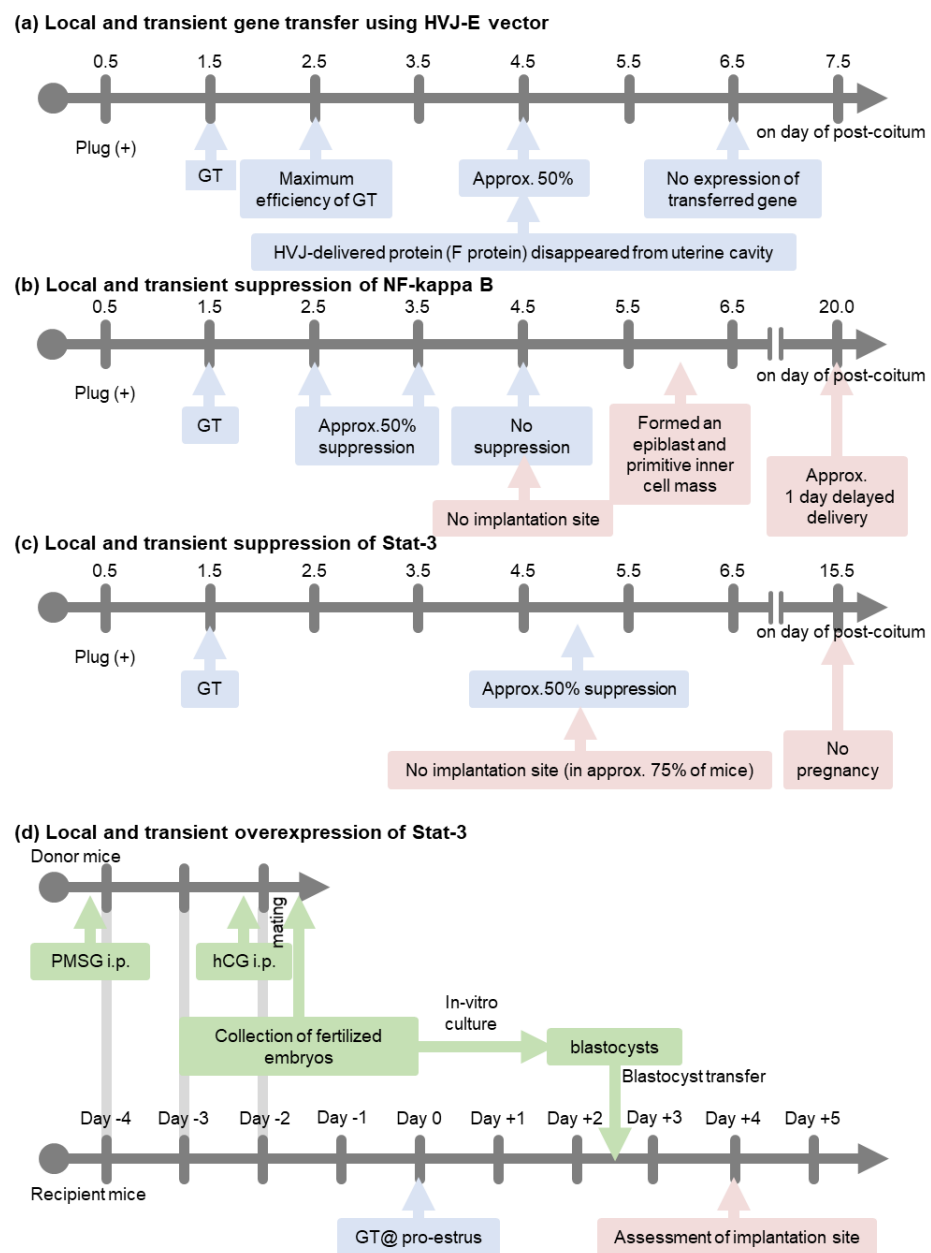 (a) Local and transient gene transfer using HVJ-E vector
0.5 1.5 2.5 3.5 4.5 5.5 6.5 7.5
on day of post-coitum
Plug (+)
GT
Maximum
efficiency of GT
Approx. 50%
No expression of
transferred gene
HVJ-delivered protein (F protein) disappeared from uterine cavity
(b) Local and transient suppression of NF-kappa B
0.5 1.5 2.5 3.5 4.5 5.5 6.5 20.0
on day of post-coitum
Plug (+)
GT
Approx.50%
suppression
No
suppression
Formed an
epiblast and
primitive inner
cell mass
Approx.
1 day delayed
delivery
No implantation site
(c) Local and transient suppression of Stat-3
0.5 1.5 2.5 3.5 4.5 5.5 6.5 15.5
on day of post-coitum
Plug (+)
GT
Approx.50% suppression
No implantation site (in approx. 75% of mice)
No
pregnancy
(d) Local and transient overexpression of Stat-3
Donor mice
mating
PMSG i.p.
hCG i.p.
Collection of fertilized
embryos
In-vitro
culture
blastocysts
Blastocyst transfer
Day -4 Day -3 Day -2 Day -1 Day 0 Day +1 Day +2 Day +3 Day +4 Day +5
Recipient mice
GT@ pro-estrus
Assessment of implantation site